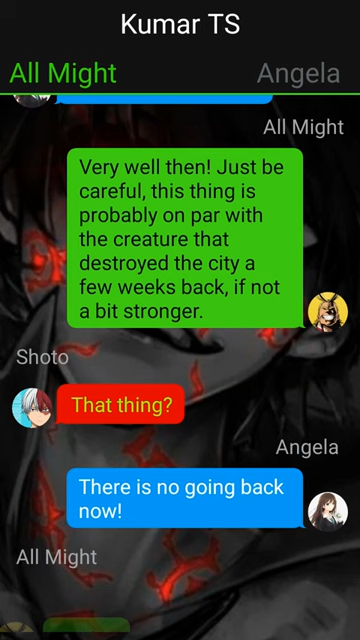 Kumar TS
All Might
Angela
All Might
Very well then! Just be
careful, this thing is
probably on par with
the creature that
destroyed the city a
few weeks back, if not
a bit stronger.
Shoto
That thing?
Angela
There is no going back
now!
All Might